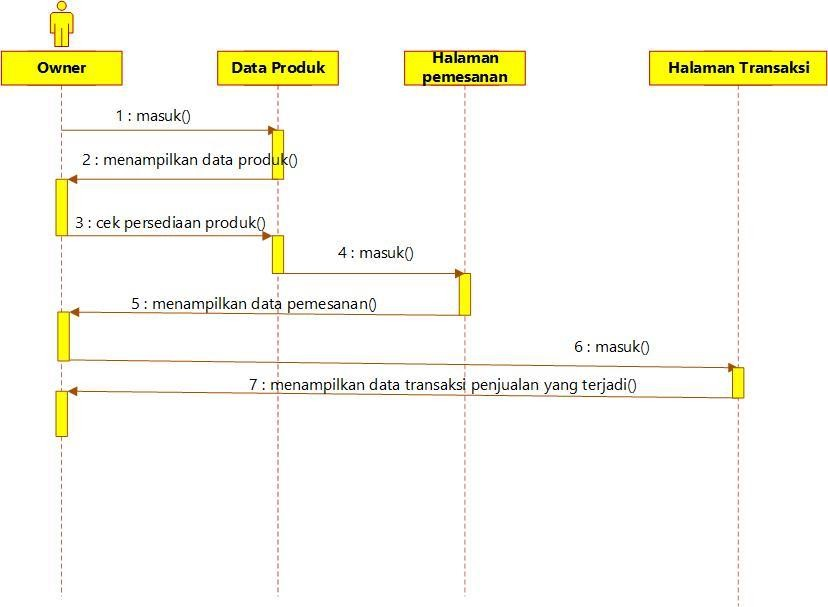 Owner
Data Produk
Halaman
pemesanan
Halaman Transaksi
1 : masuk()
2 : menampilkan data produk()
3 : cek persediaan produk()
4 : masuk()
5 : menampilkan data pemesanan()
6 : masuk()
7 : menampilkan data transaksi penjualan yang terjadi()